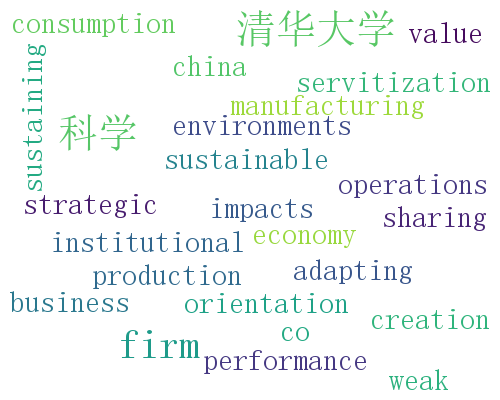 consumption
清华大学
value
china
servitization
sustaining
manufacturing
科学
environments
sustainable
operations
strategic
impacts
sharing
institutional
economy
production
adapting
business
orientation
creation
firm
co
performance
weak